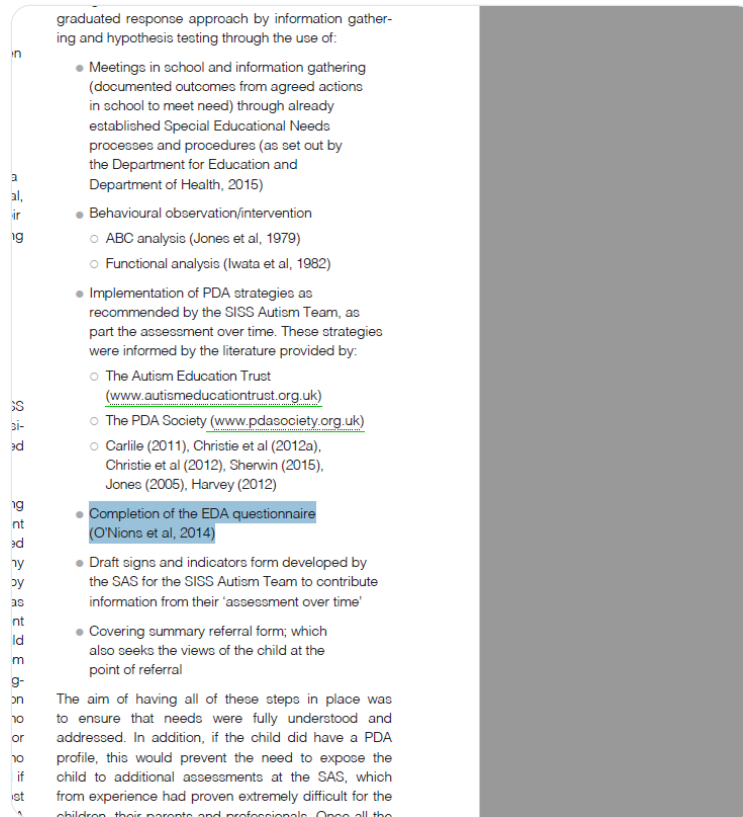 graduated response approach by information gather-
ing and hypothesis testing through the use of:
Meetings in school and information gathering
(documented outcomes from agreed actions
in school to meet need) through already
established Special Educational Needs
processes and procedures (as set out by
the Department for Education and
Department of Health, 2015)
Behavioural observation/intervention
ABC analysis (Jones et al, 1979)
Functional analysis (Iwata et al, 1982)
Implementation of PDA strategies as
recommended by the SISS Autism Team, as
part the assessment over time. These strategies
were informed by the literature provided by:
The Autism Education Trust
(www.autismeducationtrust.org.uk)
The PDA Society (www.pdasociety.org.uk)
Carlile (2011), Christie et al (2012a),
Christie et al (2012), Sherwin (2015),
Jones (2005), Harvey (2012)
Completion of the EDA questionnaire
(O'Nions et al, 2014)
Draft signs and indicators form developed by
the SAS for the SISS Autism Team to contribute
information from their ‘assessment over time’
Covering summary referral form; which
also seeks the views of the child at the
point of referral
The aim of having all of these steps in place was
to ensure that needs were fully understood and
addressed. In addition, if the child did have a PDA
profile, this would prevent the need to expose the
child to additional assessments at the SAS, which
from experience had proven extremely difficult for the
children, their parents and professionals. Once all the